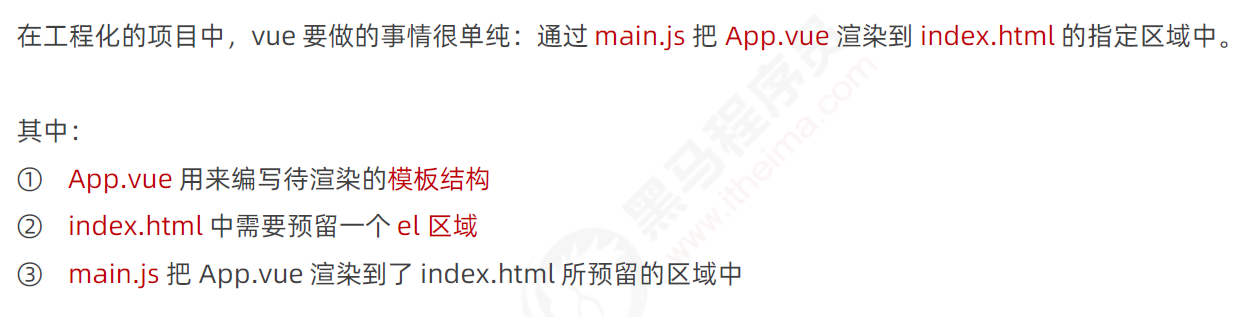 在工程化的项目中，vue 要做的事情很单纯：通过 main.js 把 App.vue 渲染到 index.html 的指定区域中。
其中：
① App.vue 用来编写待渲染的模板结构
② index.html 中需要预留一个 el 区域
③ main.js 把 App.vue 渲染到了 index.html 所预留的区域中
黑马程序员
www.itheima.com